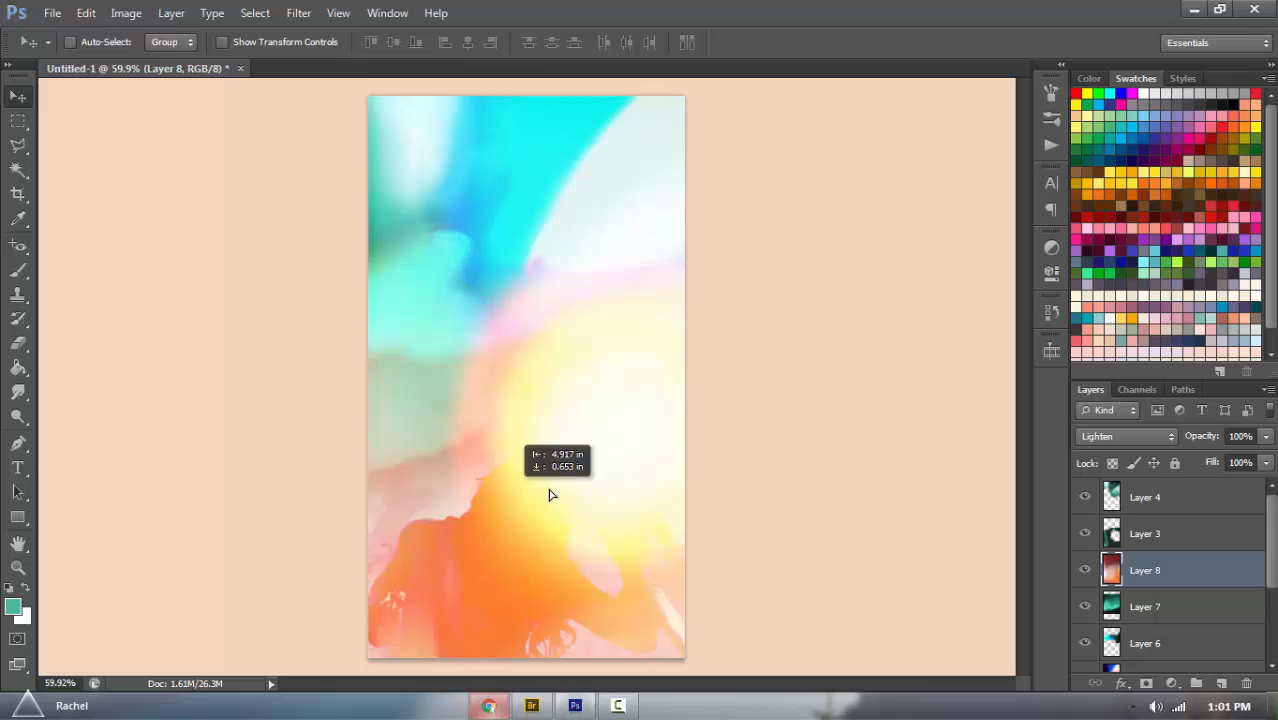 Ps File Edit Image Layer Type Select Filter View Window Help
Auto-Select: Group Show Transform Controls Essentials
Untitled-1 @ 59.9% (Layer 8, RGB/8) * ×
Color Swatches Styles
4.917 in
0.653 in
Layers Channels Paths
Kind
Lighten Opacity: 100%
Lock: Fill: 100%
Layer 4
Layer 3
Layer 8
Layer 7
Layer 6
fx
59.92% Doc: 1.61M/26.3M
Rachel Br Ps 1:01 PM